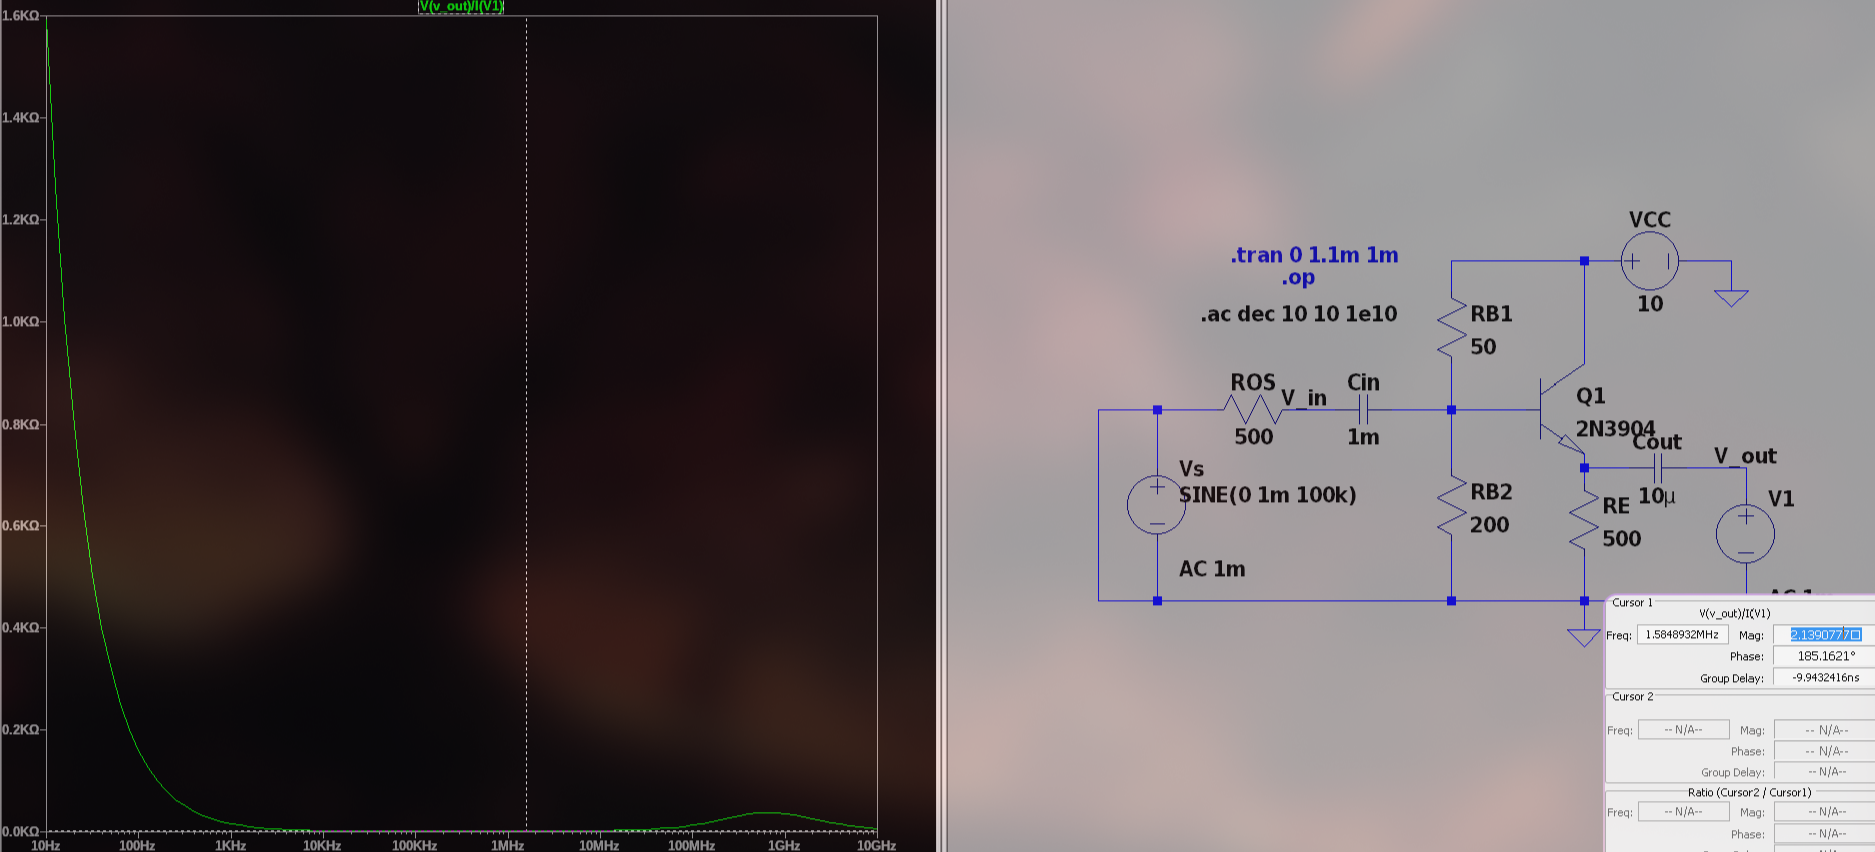 V(v_out)/I(V1)
1.6KΩ
1.4KΩ
1.2KΩ
1.0KΩ
0.8KΩ
0.6KΩ
0.4KΩ
0.2KΩ
0.0KΩ
10Hz 100Hz 1KHz 10KHz 100KHz 1MHz 10MHz 100MHz 1GHz 10GHz
VCC
10
.tran 0 1.1m 1m
.op
.ac dec 10 10 1e10
RB1
50
ROS
V_in
Cin
500
1m
Q1
2N3904
Cout
V_out
10µ
Vs
SINE(0 1m 100k)
AC 1m
RB2
200
RE
500
V1
Cursor 1
V(v_out)/I(V1)
Freq: 1.5848932MHz Mag: 2.1390777□
Phase: 185.1621°
Group Delay: -9.9432416ns
Cursor 2
Freq: -- N/A-- Mag: -- N/A--
Phase: -- N/A--
Group Delay: -- N/A--
Ratio (Cursor2 / Cursor1)
Freq: -- N/A-- Mag: -- N/A--
Phase: -- N/A--